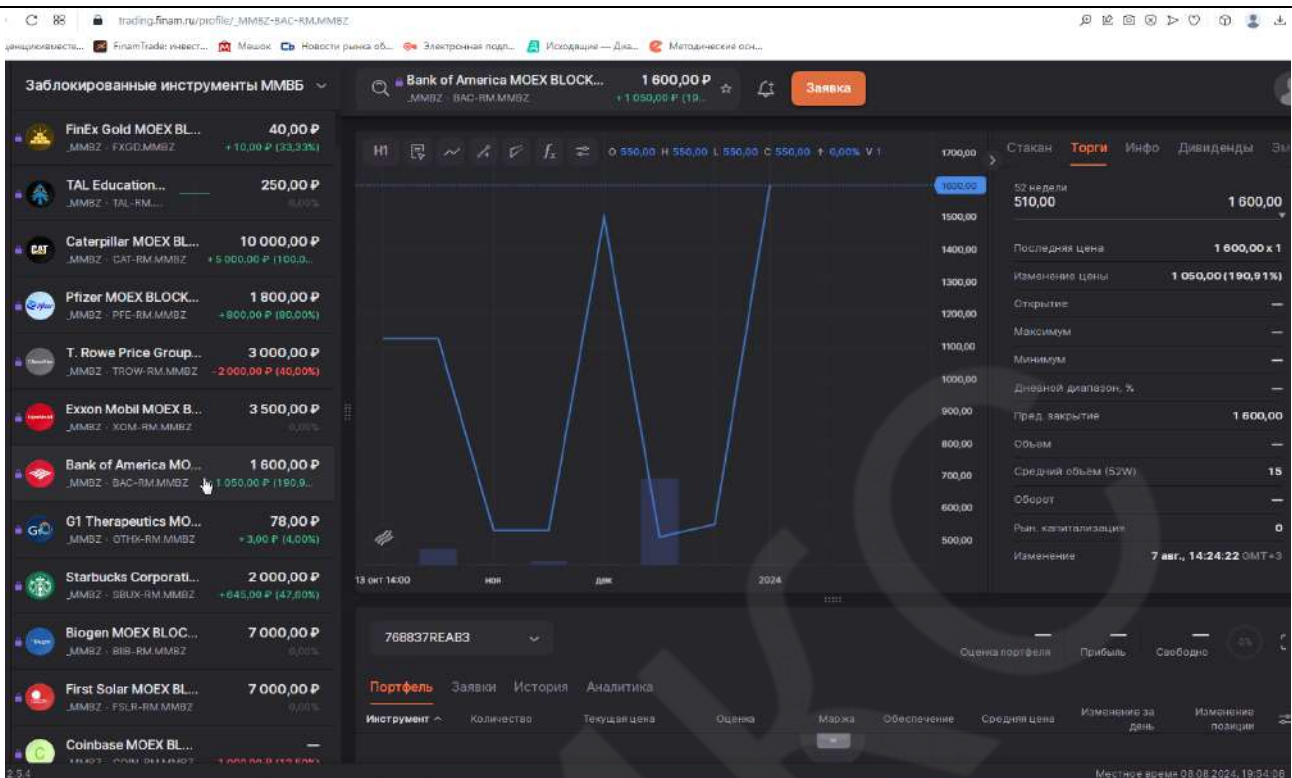 trading.finam.ru/profile/_MMBZ-BAC-RM.MMBZ
FinamTrade: инвест... Мешок Новости рынка об... Электронная подп... Исходящие — Диа... Методические осн...
Заблокированные инструменты ММВБ
Bank of America MOEX BLOCK... 1 600,00 ₽
_MMBZ · BAC-RM.MMBZ +1 050,00 ₽ (19...
Заявка
FinEx Gold MOEX BL... 40,00 ₽
_MMBZ · FXGD.MMBZ +10,00 ₽ (33,33%)
TAL Education... 250,00 ₽
_MMBZ · TAL-RM.... 0,00%
Caterpillar MOEX BL... 10 000,00 ₽
_MMBZ · CAT-RM.MMBZ +5 000,00 ₽ (100,0...
Pfizer MOEX BLOCK... 1 800,00 ₽
_MMBZ · PFE-RM.MMBZ +800,00 ₽ (80,00%)
T. Rowe Price Group... 3 000,00 ₽
_MMBZ · TROW-RM.MMBZ -2 000,00 ₽ (40,00%)
Exxon Mobil MOEX B... 3 500,00 ₽
_MMBZ · XOM-RM.MMBZ 0,00%
Bank of America MO... 1 600,00 ₽
_MMBZ · BAC-RM.MMBZ 1 050,00 ₽ (190,9...
G1 Therapeutics MO... 78,00 ₽
_MMBZ · GTHX-RM.MMBZ +3,00 ₽ (4,00%)
Starbucks Corporati... 2 000,00 ₽
_MMBZ · SBUX-RM.MMBZ +645,00 ₽ (47,60%)
Biogen MOEX BLOC... 7 000,00 ₽
_MMBZ · BIIB-RM.MMBZ 0,00%
First Solar MOEX BL... 7 000,00 ₽
_MMBZ · FSLR-RM.MMBZ 0,00%
Coinbase MOEX BL... —
2.5.4
H1 O 550,00 H 550,00 L 550,00 C 550,00 + 0,00% V 1
1700,00
1600,00
1500,00
1400,00
1300,00
1200,00
1100,00
1000,00
900,00
800,00
700,00
600,00
500,00
13 окт 14:00 ноя дек 2024
Стакан Торги Инфо Дивиденды Эм
52 недели
510,00 1 600,00
Последняя цена 1 600,00 x 1
Изменение цены 1 050,00 (190,91%)
Открытие —
Максимум —
Минимум —
Дневной диапазон, % —
Пред. закрытие 1 600,00
Объем —
Средний объем (52W) 15
Оборот —
Рын. капитализация 0
Изменение 7 авг., 14:24:22 GMT+3
768837REAB3
Оценка портфеля Прибыль Свободно 0%
Портфель Заявки История Аналитика
Инструмент Количество Текущая цена Оценка Маржа Обеспечение Средняя цена Изменение за день Изменение позиции
Местное время 08.08.2024, 19:54:06